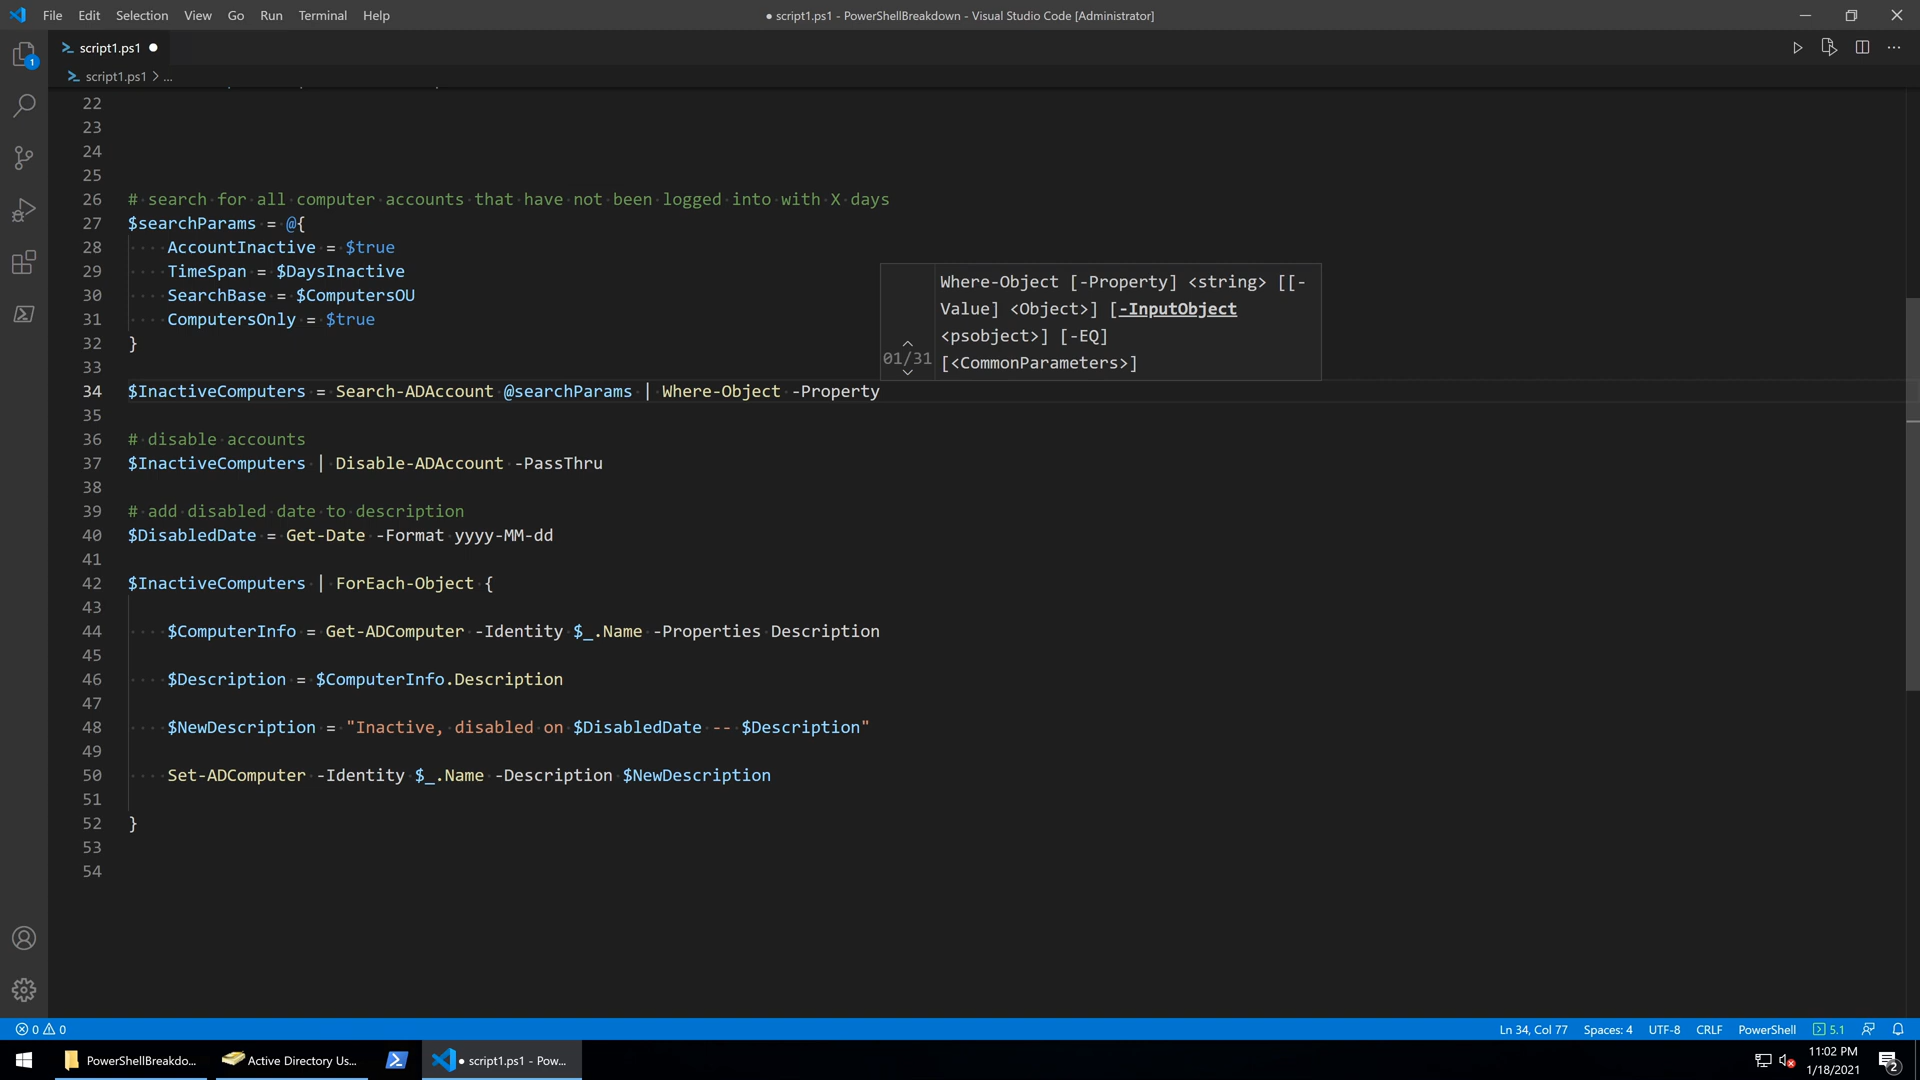 File Edit Selection View Go Run Terminal Help
● script1.ps1 - PowerShellBreakdown - Visual Studio Code [Administrator]
script1.ps1 ●
script1.ps1 > ...
1
22
23
24
25
26 # search for all computer accounts that have not been logged into with X days
27 $searchParams = @{
28 AccountInactive = $true
29 TimeSpan = $DaysInactive
30 SearchBase = $ComputersOU
31 ComputersOnly = $true
32 }
33
34 $InactiveComputers = Search-ADAccount @searchParams | Where-Object -Property
Where-Object [-Property] <string> [[-
Value] <Object>] [-InputObject
<psobject>] [-EQ]
[<CommonParameters>]
01/31
35
36 # disable accounts
37 $InactiveComputers | Disable-ADAccount -PassThru
38
39 # add disabled date to description
40 $DisabledDate = Get-Date -Format yyyy-MM-dd
41
42 $InactiveComputers | ForEach-Object {
43
44 $ComputerInfo = Get-ADComputer -Identity $_.Name -Properties Description
45
46 $Description = $ComputerInfo.Description
47
48 $NewDescription = "Inactive, disabled on $DisabledDate -- $Description"
49
50 Set-ADComputer -Identity $_.Name -Description $NewDescription
51
52 }
53
54
0 0
Ln 34, Col 77 Spaces: 4 UTF-8 CRLF PowerShell 5.1
PowerShellBreakdo... Active Directory Us... ● script1.ps1 - Pow...
11:02 PM
1/18/2021
2